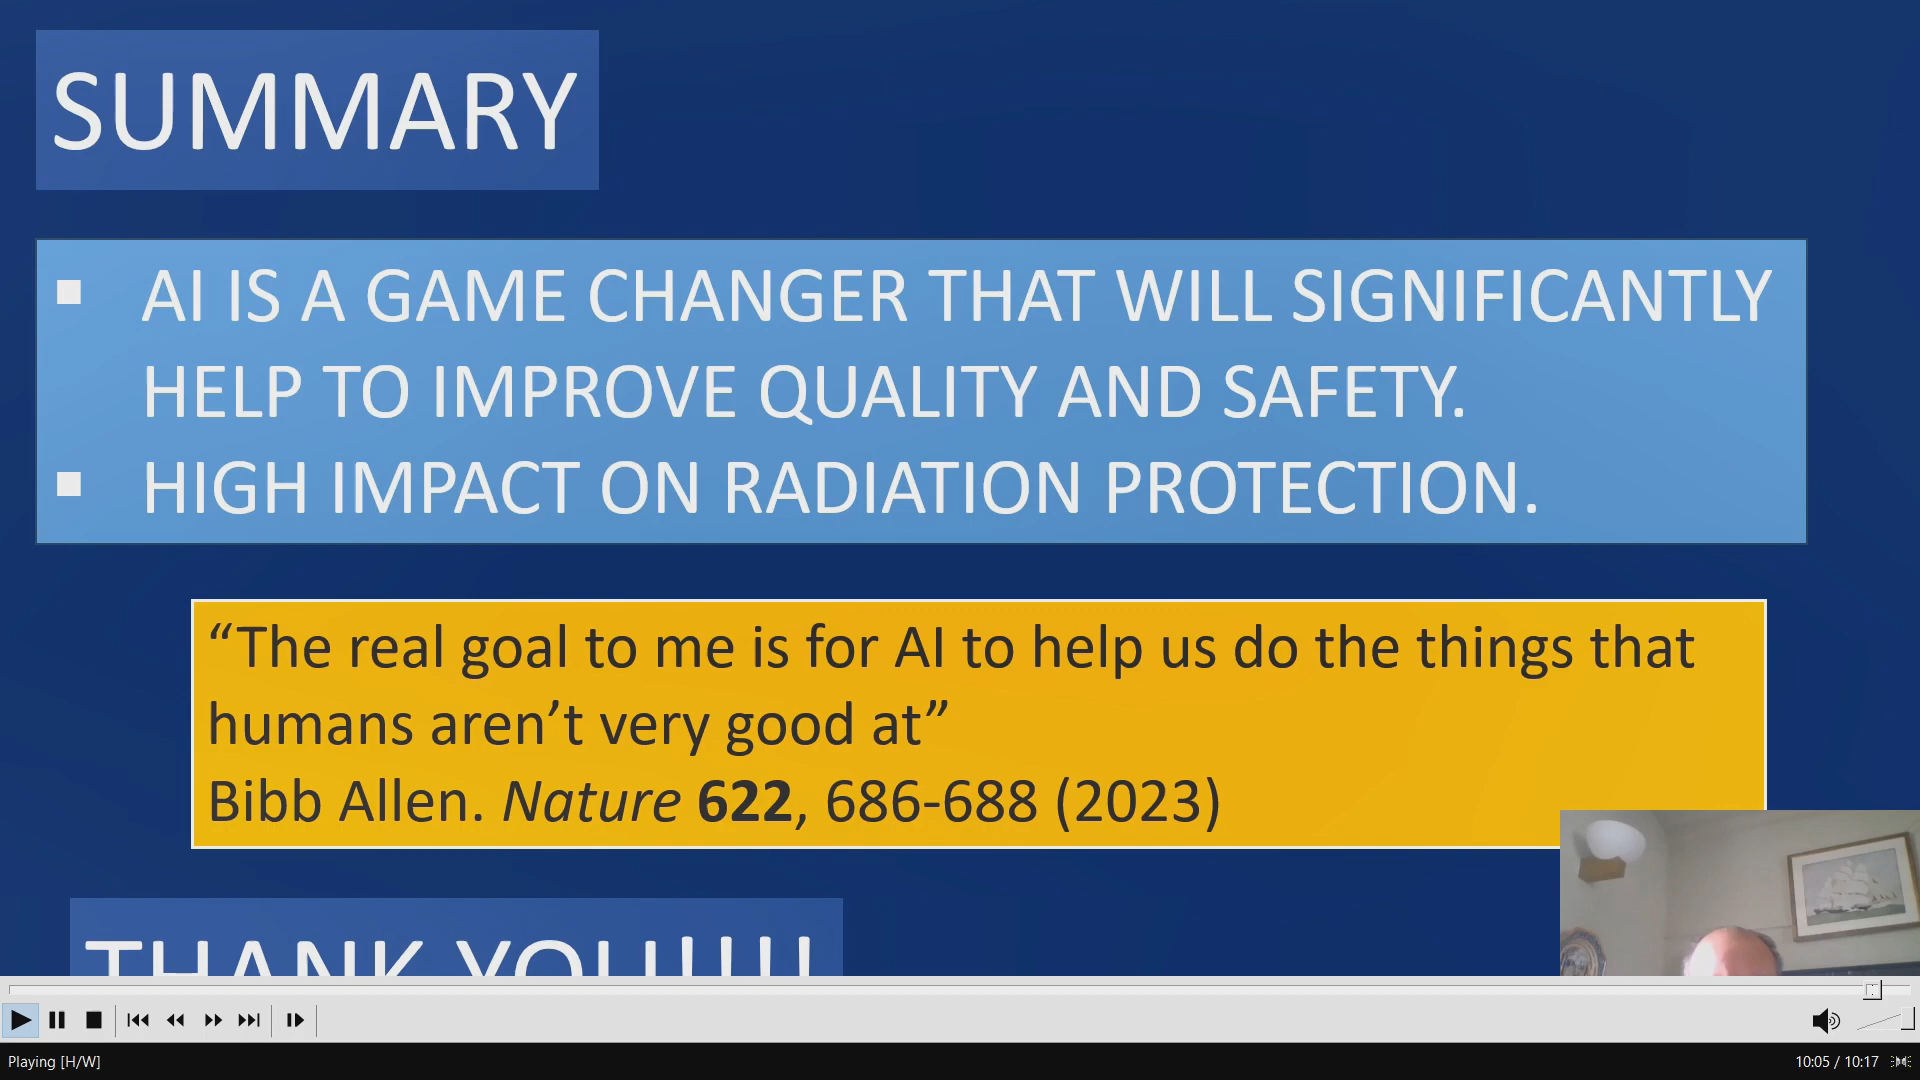 SUMMARY
▪ AI IS A GAME CHANGER THAT WILL SIGNIFICANTLY
HELP TO IMPROVE QUALITY AND SAFETY.
▪ HIGH IMPACT ON RADIATION PROTECTION.
“The real goal to me is for AI to help us do the things that
humans aren’t very good at”
Bibb Allen. Nature 622, 686-688 (2023)
THANK YOU!!!!
Playing [H/W]
10:05 / 10:17